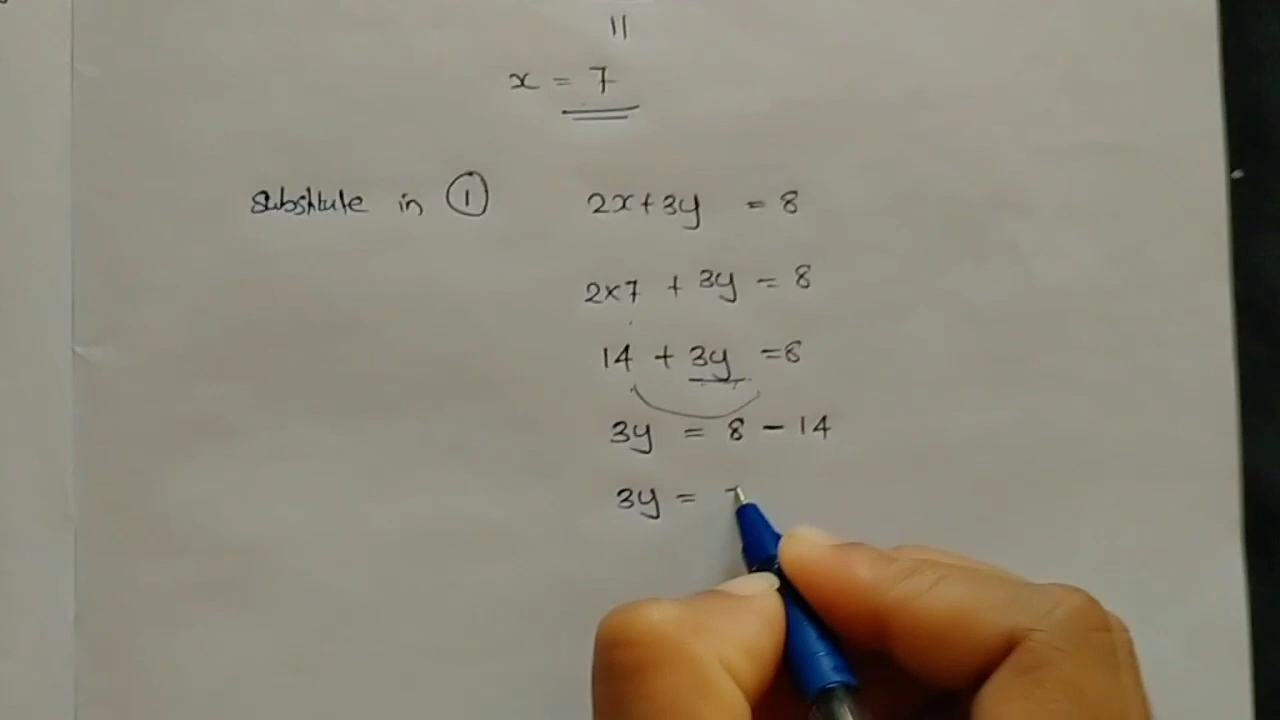 11
x = 7
Substitute in ① 2x+3y = 8
2×7 + 3y = 8
14 + 3y =8
3y = 8 - 14
3y = -